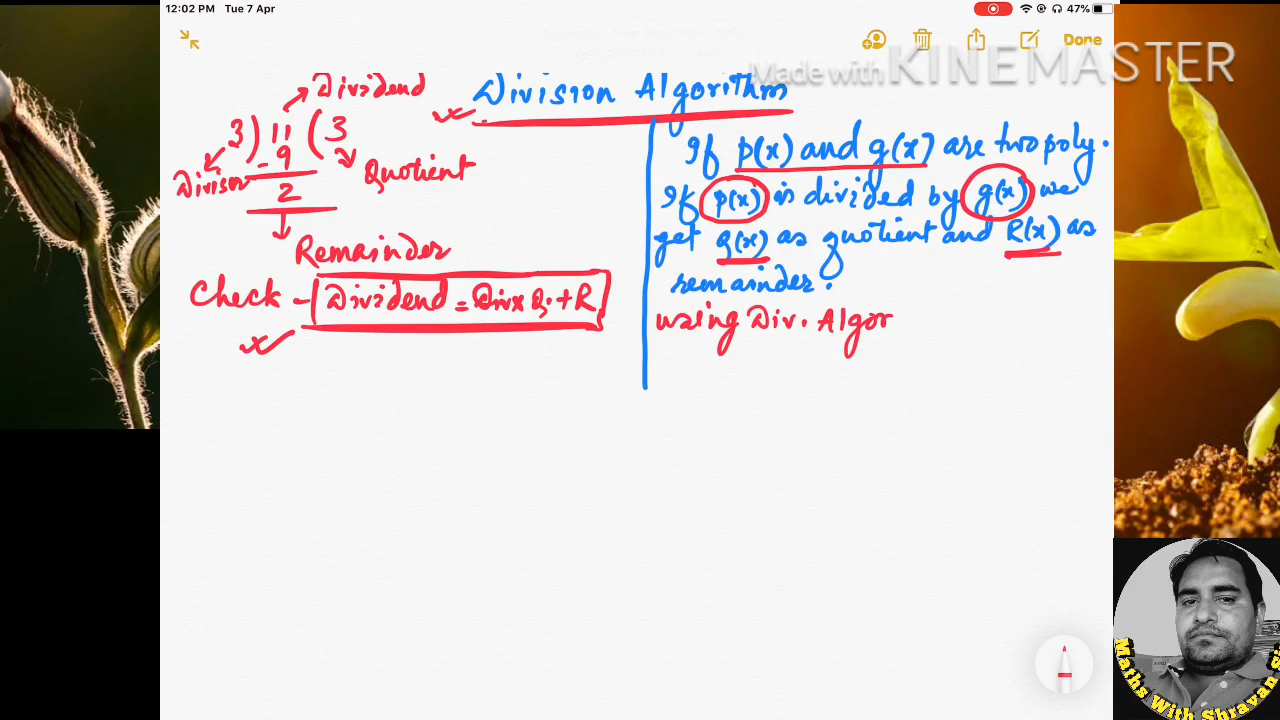 12:02 PM Tue 7 Apr
47%
Done
Made with KINEMASTER
Division Algorithm
Dividend
3) 11 (3
- 9
Divisor
Quotient
2
Remainder
Check - Dividend = Div x Q + R
If p(x) and g(x) are two poly.
If p(x) is divided by g(x) we
get Q(x) as quotient and R(x) as
remainder.
using Div. Algor
Maths With Shravan Si